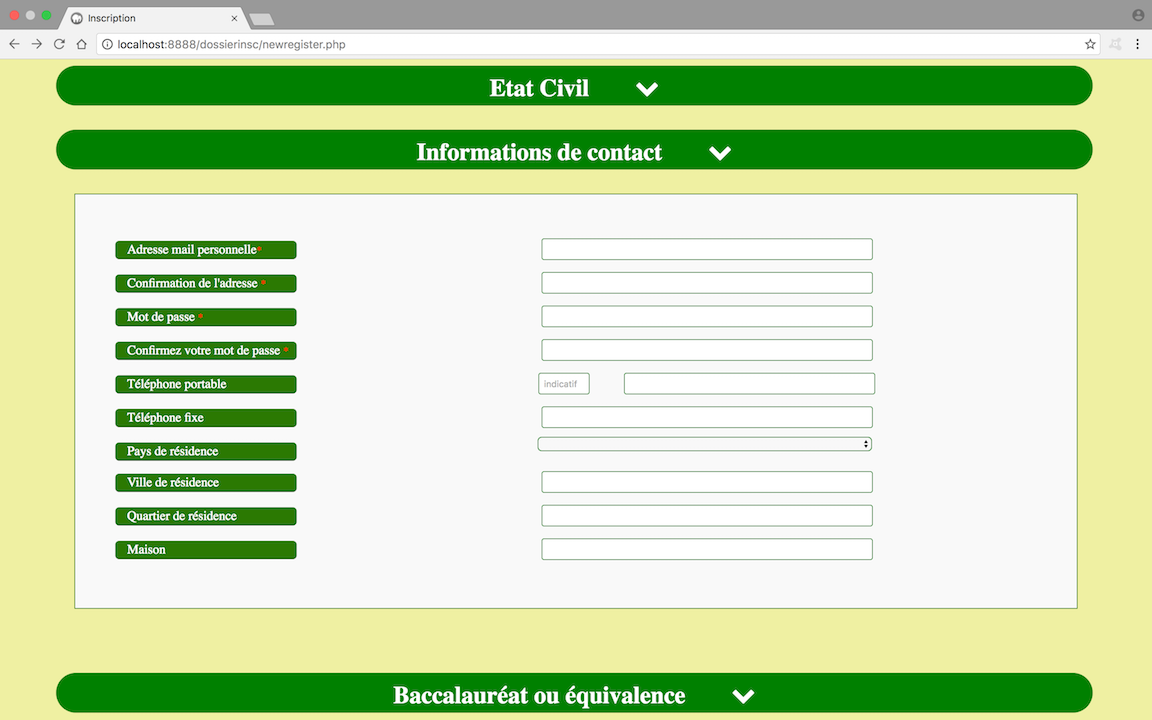 Inscription
localhost:8888/dossierinsc/newregister.php
Etat Civil
Informations de contact
Adresse mail personnelle*
Confirmation de l'adresse *
Mot de passe *
Confirmez votre mot de passe *
Téléphone portable indicatif
Téléphone fixe
Pays de résidence
Ville de résidence
Quartier de résidence
Maison
Baccalauréat ou équivalence